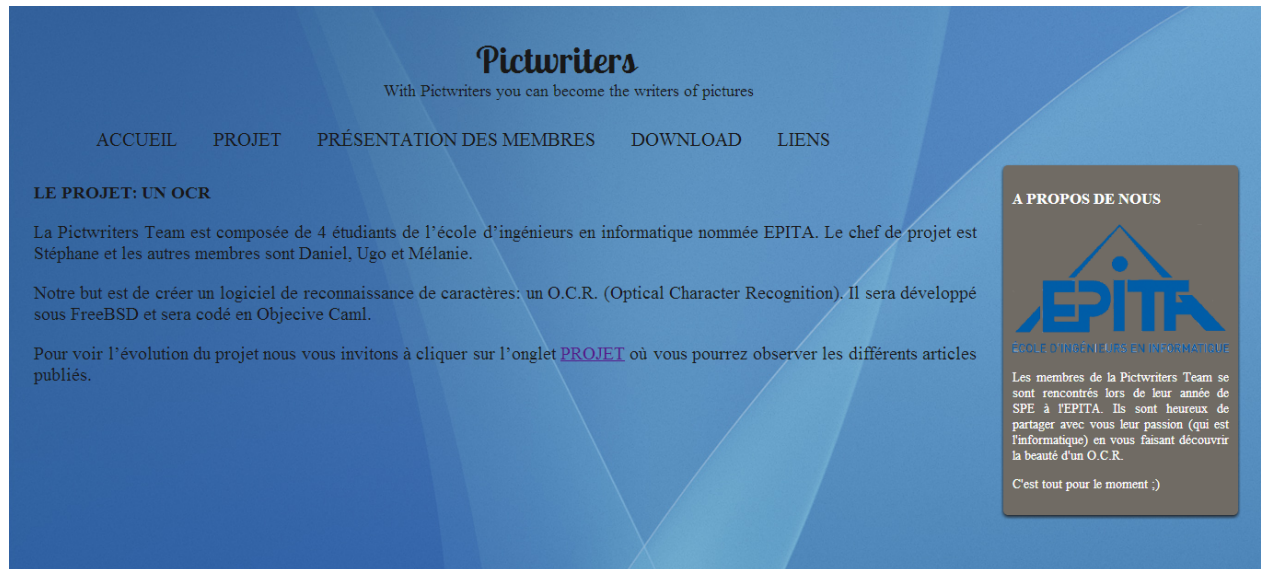 Pictwriters
With Pictwriters you can become the writers of pictures
ACCUEIL PROJET PRÉSENTATION DES MEMBRES DOWNLOAD LIENS
LE PROJET: UN OCR
La Pictwriters Team est composée de 4 étudiants de l’école d’ingénieurs en informatique nommée EPITA. Le chef de projet est
Stéphane et les autres membres sont Daniel, Ugo et Mélanie.
Notre but est de créer un logiciel de reconnaissance de caractères: un O.C.R. (Optical Character Recognition). Il sera développé
sous FreeBSD et sera codé en Objecive Caml.
Pour voir l’évolution du projet nous vous invitons à cliquer sur l’onglet PROJET où vous pourrez observer les différents articles
publiés.
A PROPOS DE NOUS
EPITA
ÉCOLE D'INGÉNIEURS EN INFORMATIQUE
Les membres de la Pictwriters Team se
sont rencontrés lors de leur année de
SPE à l'EPITA. Ils sont heureux de
partager avec vous leur passion (qui est
l'informatique) en vous faisant découvrir
la beauté d'un O.C.R.
C'est tout pour le moment ;)